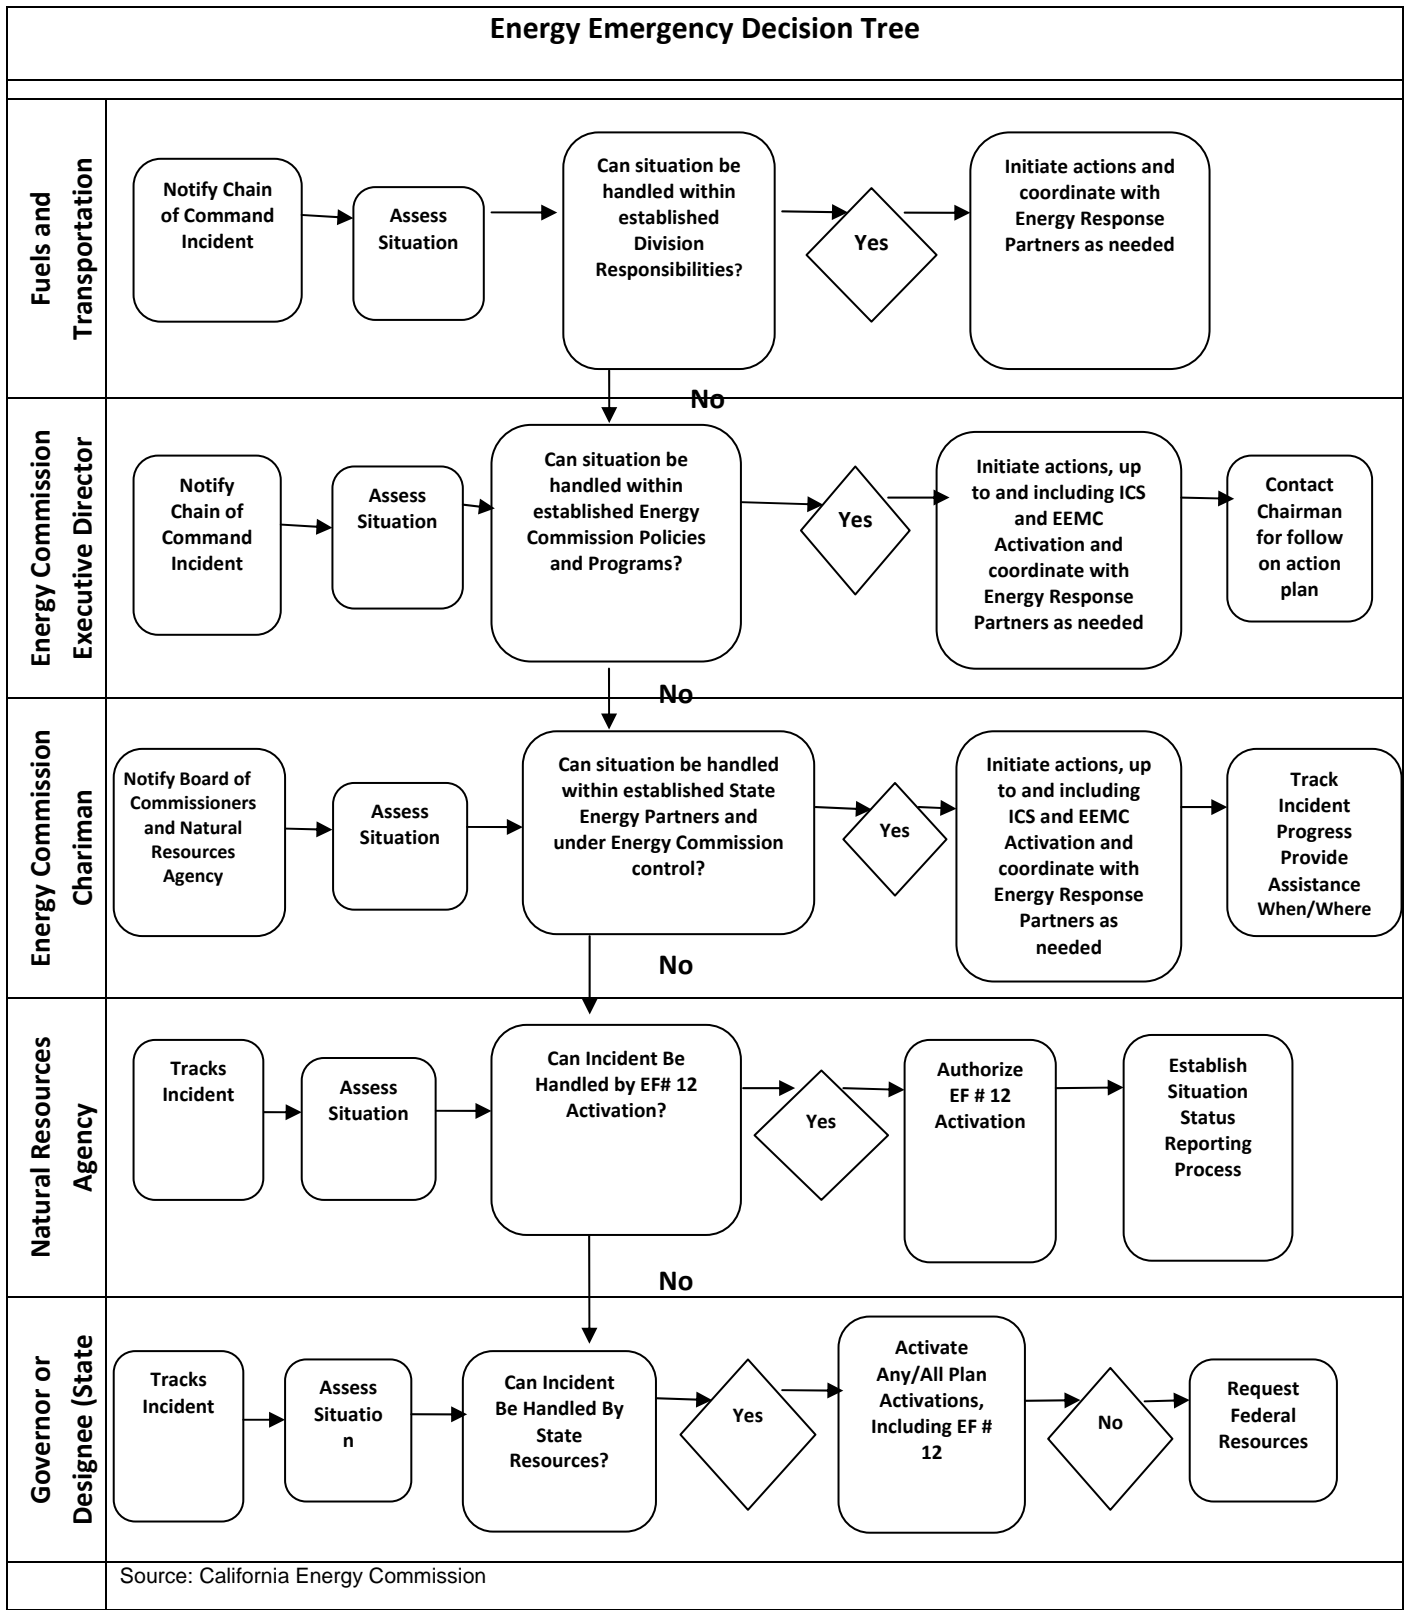 Energy Emergency Decision Tree
Fuels and
Transportation
Notify Chain
of Command
Incident
Assess
Situation
Can situation be
handled within
established
Division
Responsibilities?
Yes
Initiate actions and
coordinate with
Energy Response
Partners as needed
No
Energy Commission
Executive Director
Notify
Chain of
Command
Incident
Assess
Situation
Can situation be
handled within
established Energy
Commission Policies
and Programs?
Yes
Initiate actions, up
to and including ICS
and EEMC
Activation and
coordinate with
Energy Response
Partners as needed
Contact
Chairman
for follow
on action
plan
No
Energy Commission
Chariman
Notify Board of
Commissioners
and Natural
Resources
Agency
Assess
Situation
Can situation be handled
within established State
Energy Partners and
under Energy Commission
control?
Yes
Initiate actions, up
to and including
ICS and EEMC
Activation and
coordinate with
Energy Response
Partners as
needed
Track
Incident
Progress
Provide
Assistance
When/Where
No
Natural Resources
Agency
Tracks
Incident
Assess
Situation
Can Incident Be
Handled by EF# 12
Activation?
Yes
Authorize
EF # 12
Activation
Establish
Situation
Status
Reporting
Process
No
Governor or
Designee (State
Tracks
Incident
Assess
Situatio
n
Can Incident
Be Handled By
State
Resources?
Yes
Activate
Any/All Plan
Activations,
Including EF #
12
No
Request
Federal
Resources
Source: California Energy Commission